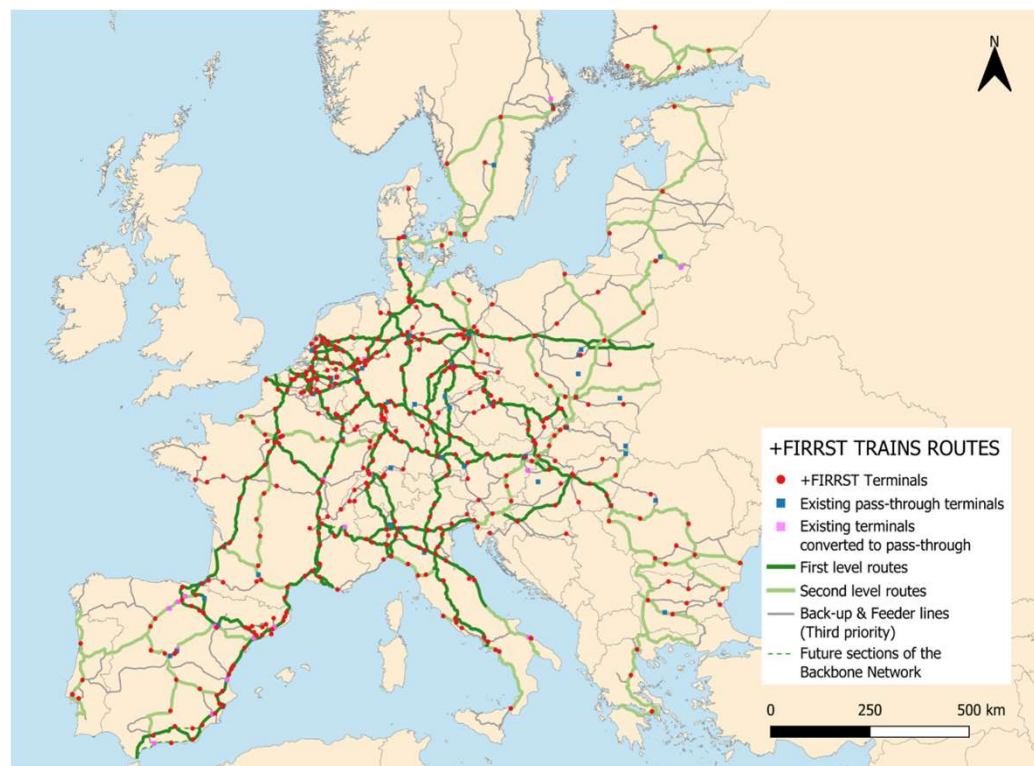 N
+FIRRST TRAINS ROUTES
+FIRRST Terminals
Existing pass-through terminals
Existing terminals
converted to pass-through
First level routes
Second level routes
Back-up & Feeder lines
(Third priority)
Future sections of the
Backbone Network
0 250 500 km